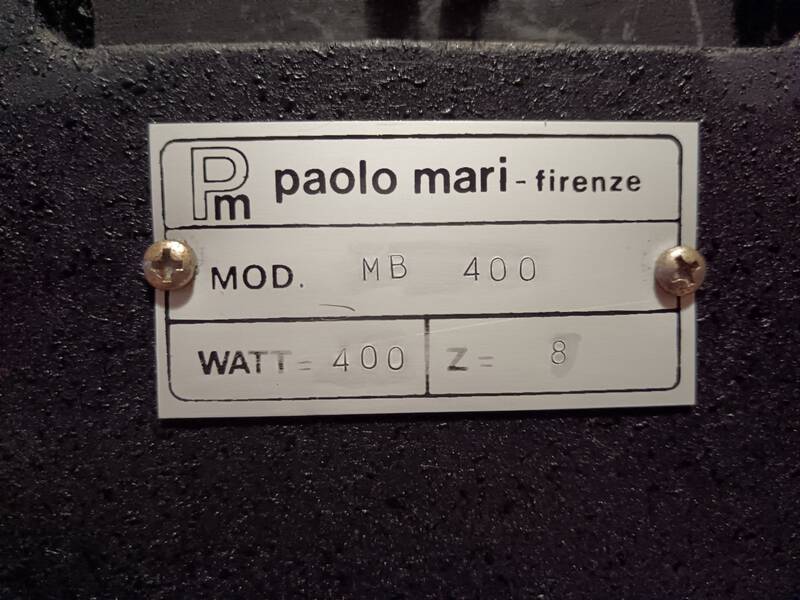 Pm paolo mari - firenze
MOD. MB 400
WATT = 400 Z = 8